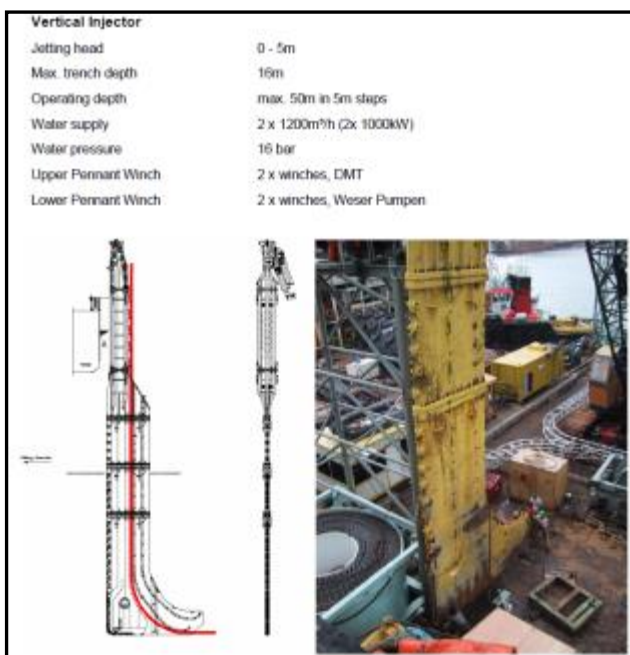 Vertical Injector
Jetting head 0 - 5m
Max. trench depth 16m
Operating depth max. 50m in 5m steps
Water supply 2 x 1200m³/h (2x 1000kW)
Water pressure 16 bar
Upper Pennant Winch 2 x winches, DMT
Lower Pennant Winch 2 x winches, Weser Pumpen